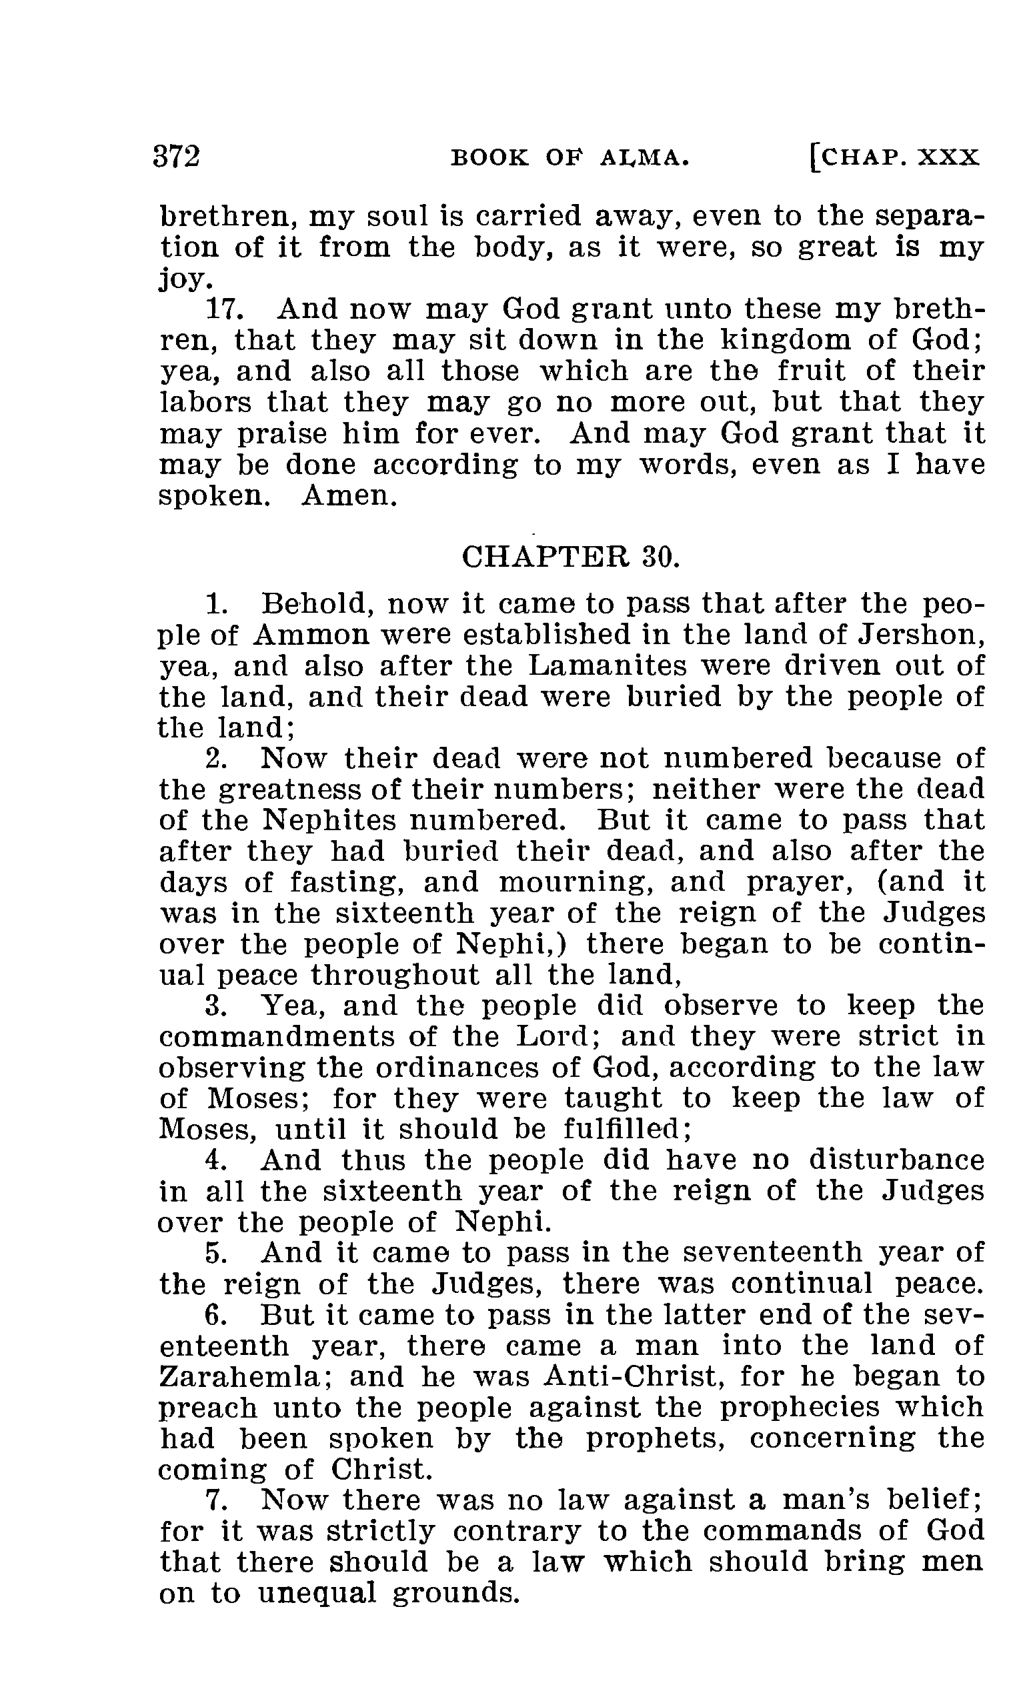 372 BOOK OF ALMA. [CHAP. XXX
brethren, my soul is carried away, even to the separa-
tion of it from the body, as it were, so great is my
joy.
17. And now may God grant unto these my breth-
ren, that they may sit down in the kingdom of God;
yea, and also all those which are the fruit of their
labors that they may go no more out, but that they
may praise him for ever. And may God grant that it
may be done according to my words, even as I have
spoken. Amen.
CHAPTER 30.
1. Behold, now it came to pass that after the peo-
ple of Ammon were established in the land of Jershon,
yea, and also after the Lamanites were driven out of
the land, and their dead were buried by the people of
the land;
2. Now their dead were not numbered because of
the greatness of their numbers; neither were the dead
of the Nephites numbered. But it came to pass that
after they had buried their dead, and also after the
days of fasting, and mourning, and prayer, (and it
was in the sixteenth year of the reign of the Judges
over the people of Nephi,) there began to be contin-
ual peace throughout all the land,
3. Yea, and the people did observe to keep the
commandments of the Lord; and they were strict in
observing the ordinances of God, according to the law
of Moses; for they were taught to keep the law of
Moses, until it should be fulfilled;
4. And thus the people did have no disturbance
in all the sixteenth year of the reign of the Judges
over the people of Nephi.
5. And it came to pass in the seventeenth year of
the reign of the Judges, there was continual peace.
6. But it came to pass in the latter end of the sev-
enteenth year, there came a man into the land of
Zarahemla; and he was Anti-Christ, for he began to
preach unto the people against the prophecies which
had been spoken by the prophets, concerning the
coming of Christ.
7. Now there was no law against a man's belief;
for it was strictly contrary to the commands of God
that there should be a law which should bring men
on to unequal grounds.